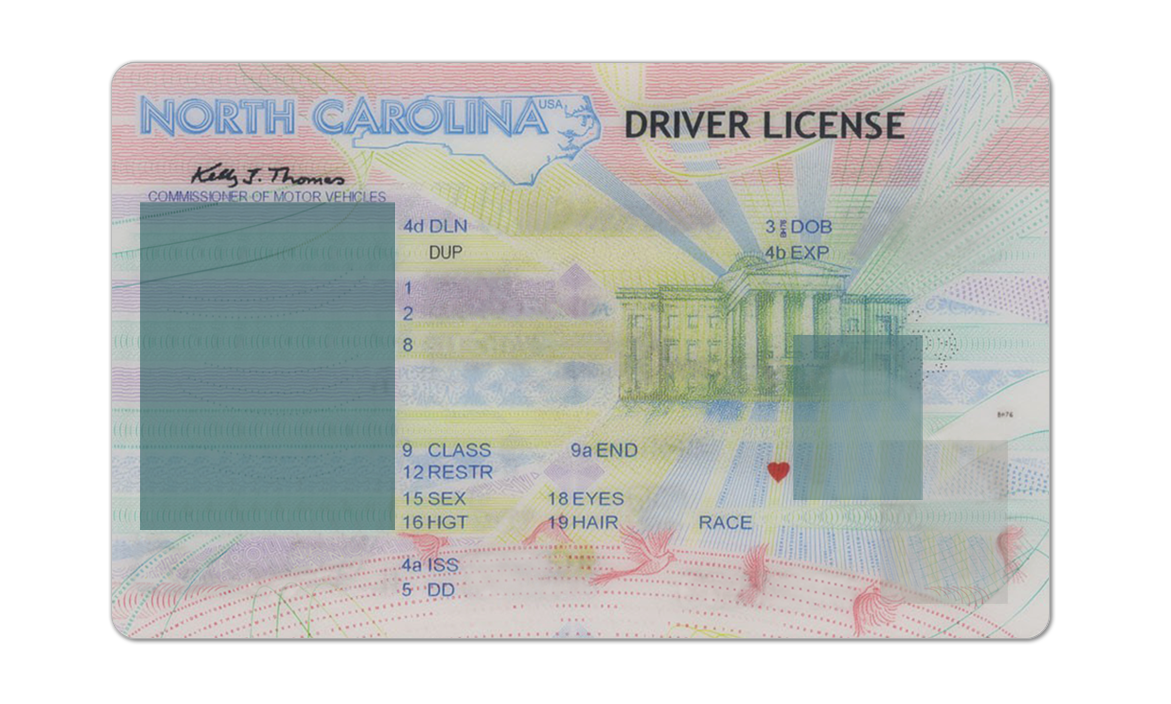 NORTH CAROLINA USA DRIVER LICENSE
Kelly J. Thomas
COMMISSIONER OF MOTOR VEHICLES
4d DLN 3 DOB
DUP 4b EXP
1
2
8
9 CLASS 9a END
12 RESTR
15 SEX 18 EYES
16 HGT 19 HAIR RACE
4a ISS
5 DD